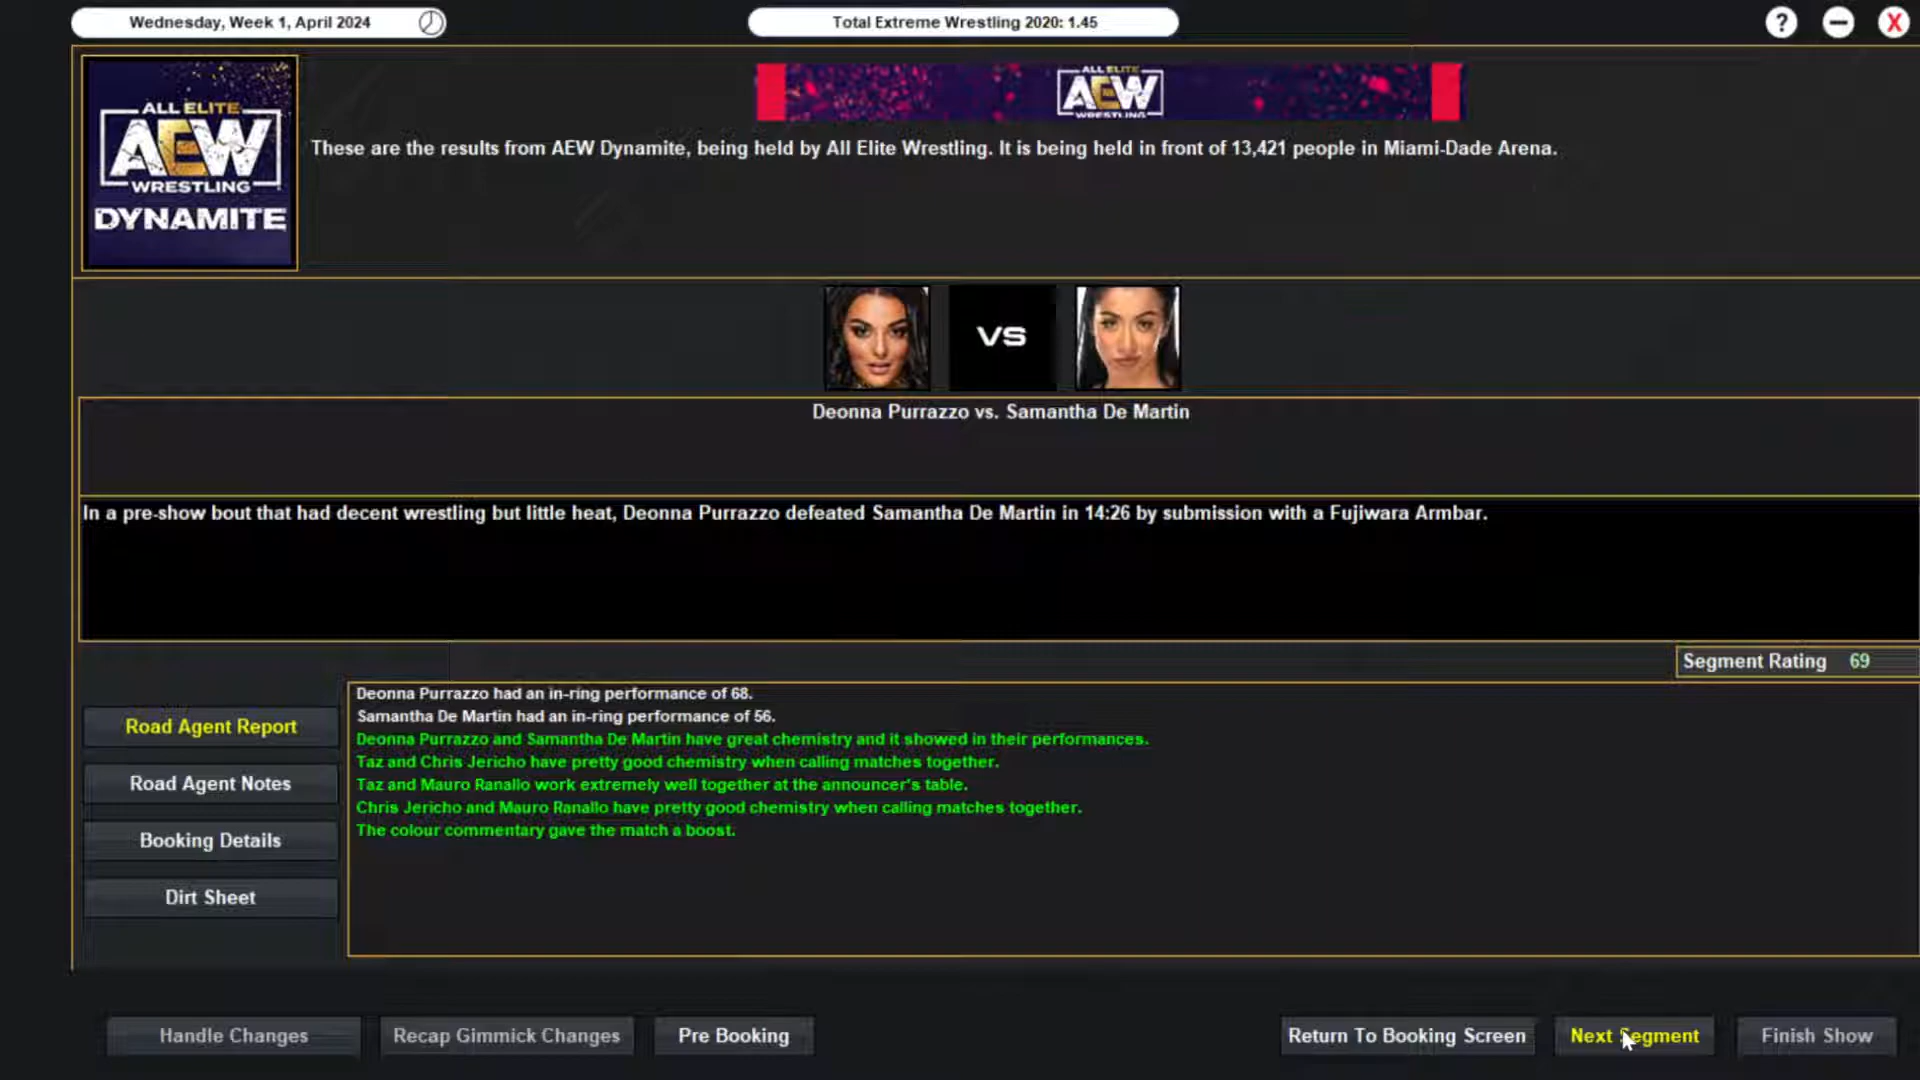 Wednesday, Week 1, April 2024
Total Extreme Wrestling 2020: 1.45
?
X
ALL ELITE
AEW
WRESTLING
DYNAMITE
ALL ELITE
AEW
WRESTLING
These are the results from AEW Dynamite, being held by All Elite Wrestling. It is being held in front of 13,421 people in Miami-Dade Arena.
VS
Deonna Purrazzo vs. Samantha De Martin
In a pre-show bout that had decent wrestling but little heat, Deonna Purrazzo defeated Samantha De Martin in 14:26 by submission with a Fujiwara Armbar.
Segment Rating 69
Road Agent Report
Road Agent Notes
Booking Details
Dirt Sheet
Deonna Purrazzo had an in-ring performance of 68.
Samantha De Martin had an in-ring performance of 56.
Deonna Purrazzo and Samantha De Martin have great chemistry and it showed in their performances.
Taz and Chris Jericho have pretty good chemistry when calling matches together.
Taz and Mauro Ranallo work extremely well together at the announcer's table.
Chris Jericho and Mauro Ranallo have pretty good chemistry when calling matches together.
The colour commentary gave the match a boost.
Handle Changes
Recap Gimmick Changes
Pre Booking
Return To Booking Screen
Next Segment
Finish Show